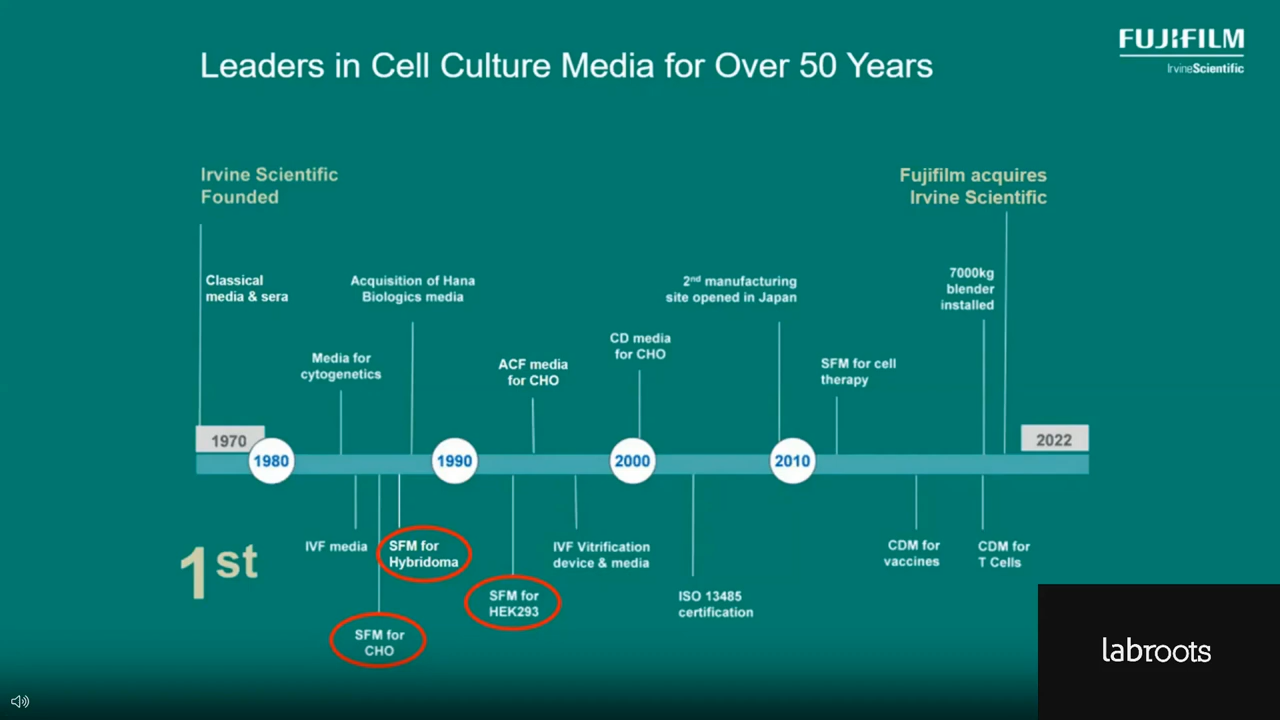 Leaders in Cell Culture Media for Over 50 Years
FUJIFILM
IrvineScientific
Irvine Scientific
Founded
Fujifilm acquires
Irvine Scientific
Classical
media & sera
Acquisition of Hana
Biologics media
2nd manufacturing
site opened in Japan
7000kg
blender
installed
Media for
cytogenetics
ACF media
for CHO
CD media
for CHO
SFM for cell
therapy
1970
1980
1990
2000
2010
2022
1st
IVF media
SFM for
Hybridoma
IVF Vitrification
device & media
CDM for
vaccines
CDM for
T Cells
SFM for
HEK293
ISO 13485
certification
SFM for
CHO
labroots